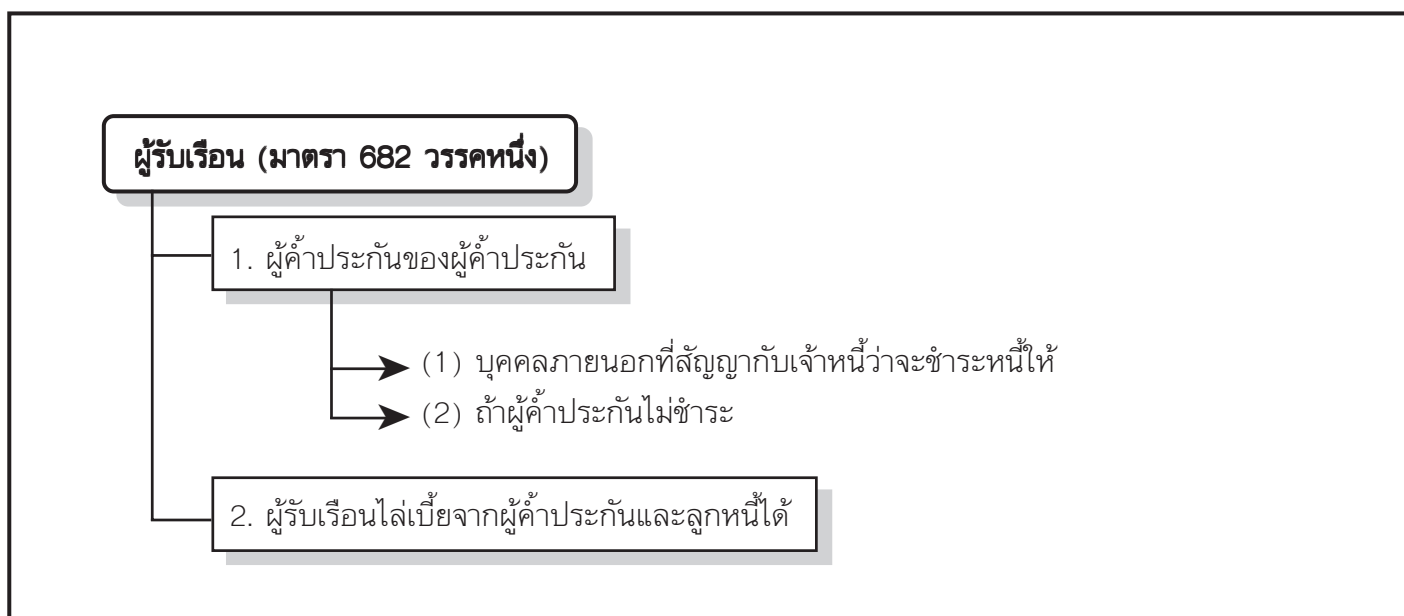 ผู้รับเรือน (มาตรา 682 วรรคหนึ่ง)
1. ผู้ค้ำประกันของผู้ค้ำประกัน
(1) บุคคลภายนอกที่สัญญากับเจ้าหนี้ว่าจะชำระหนี้ให้
(2) ถ้าผู้ค้ำประกันไม่ชำระ
2. ผู้รับเรือนไล่เบี้ยจากผู้ค้ำประกันและลูกหนี้ได้